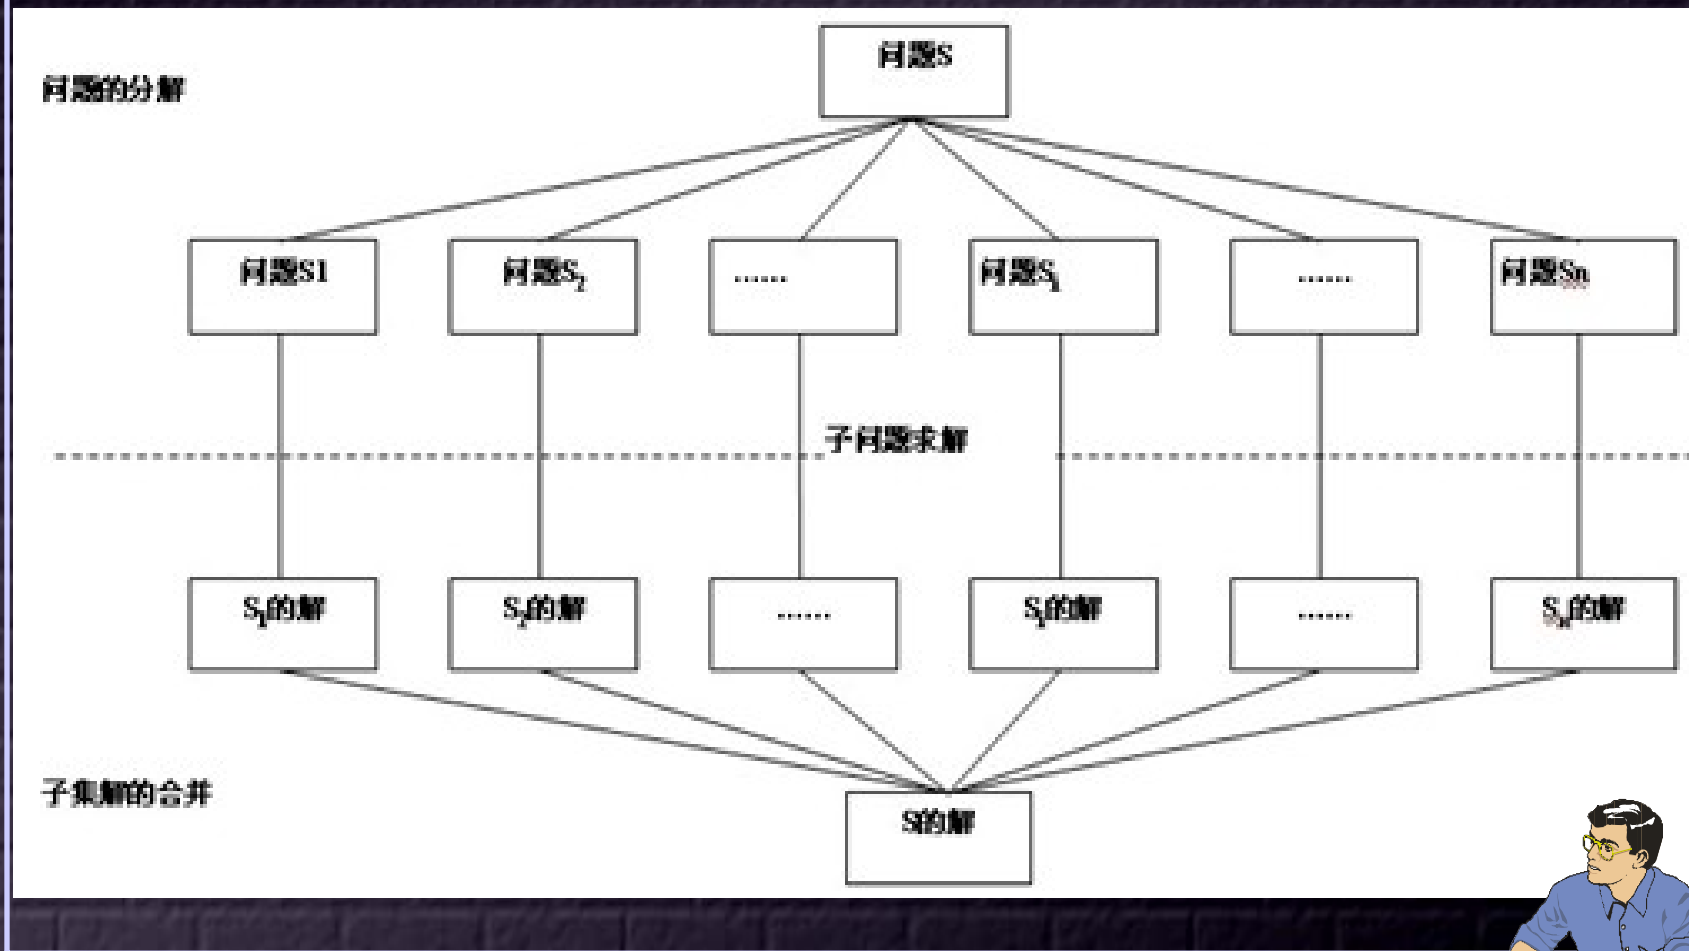 问题S
问题的分解
问题S1
问题S2
······
问题Si
······
问题Sn
子问题求解
S1的解
S2的解
······
Si的解
······
Sn的解
子集解的合并
S的解